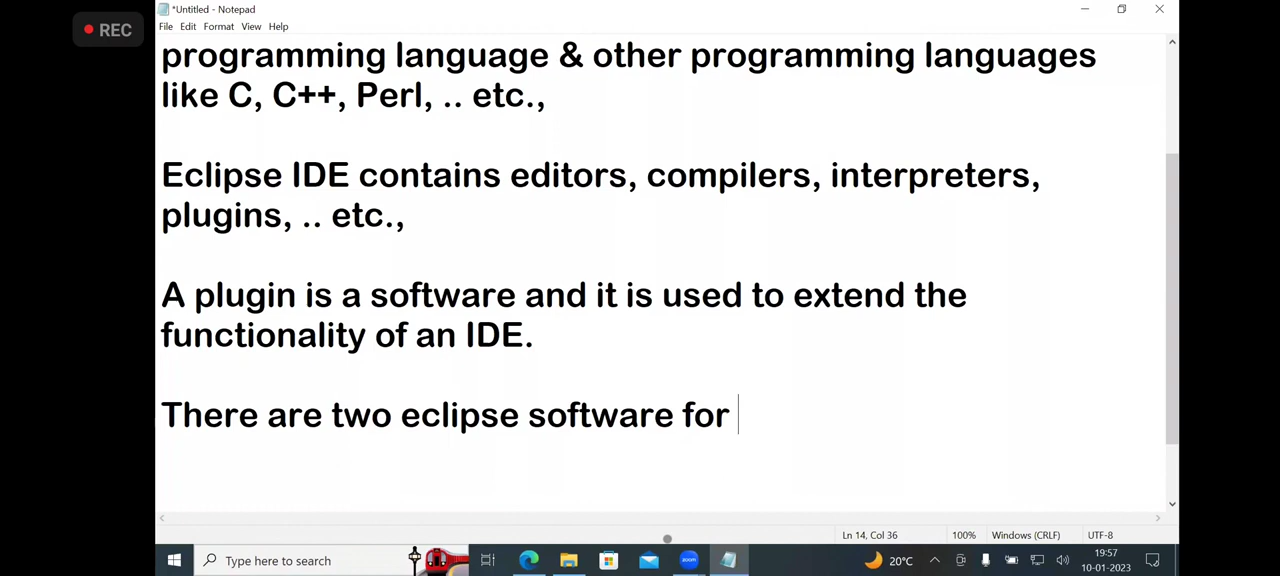 REC
*Untitled - Notepad
File Edit Format View Help
programming language & other programming languages
like C, C++, Perl, .. etc.,
Eclipse IDE contains editors, compilers, interpreters,
plugins, .. etc.,
A plugin is a software and it is used to extend the
functionality of an IDE.
There are two eclipse software for
Ln 14, Col 36 100% Windows (CRLF) UTF-8
Type here to search zoom 20°C 19:57
10-01-2023